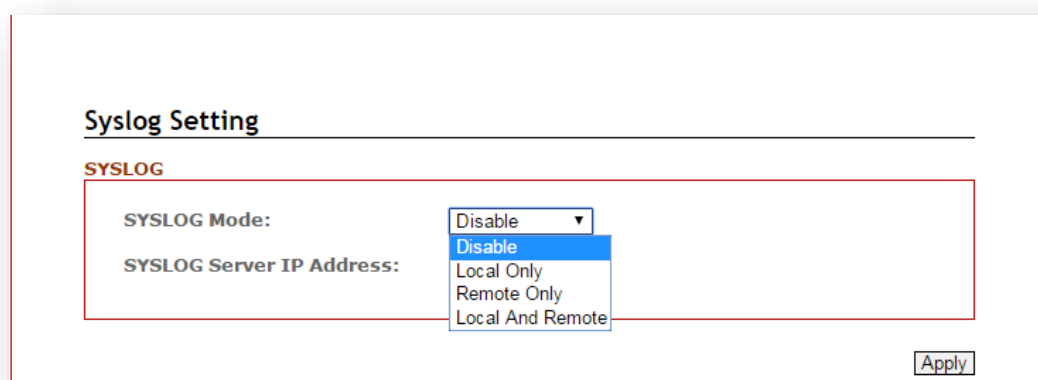 Syslog Setting
SYSLOG
SYSLOG Mode: Disable
Disable
SYSLOG Server IP Address:
Local Only
Remote Only
Local And Remote
Apply